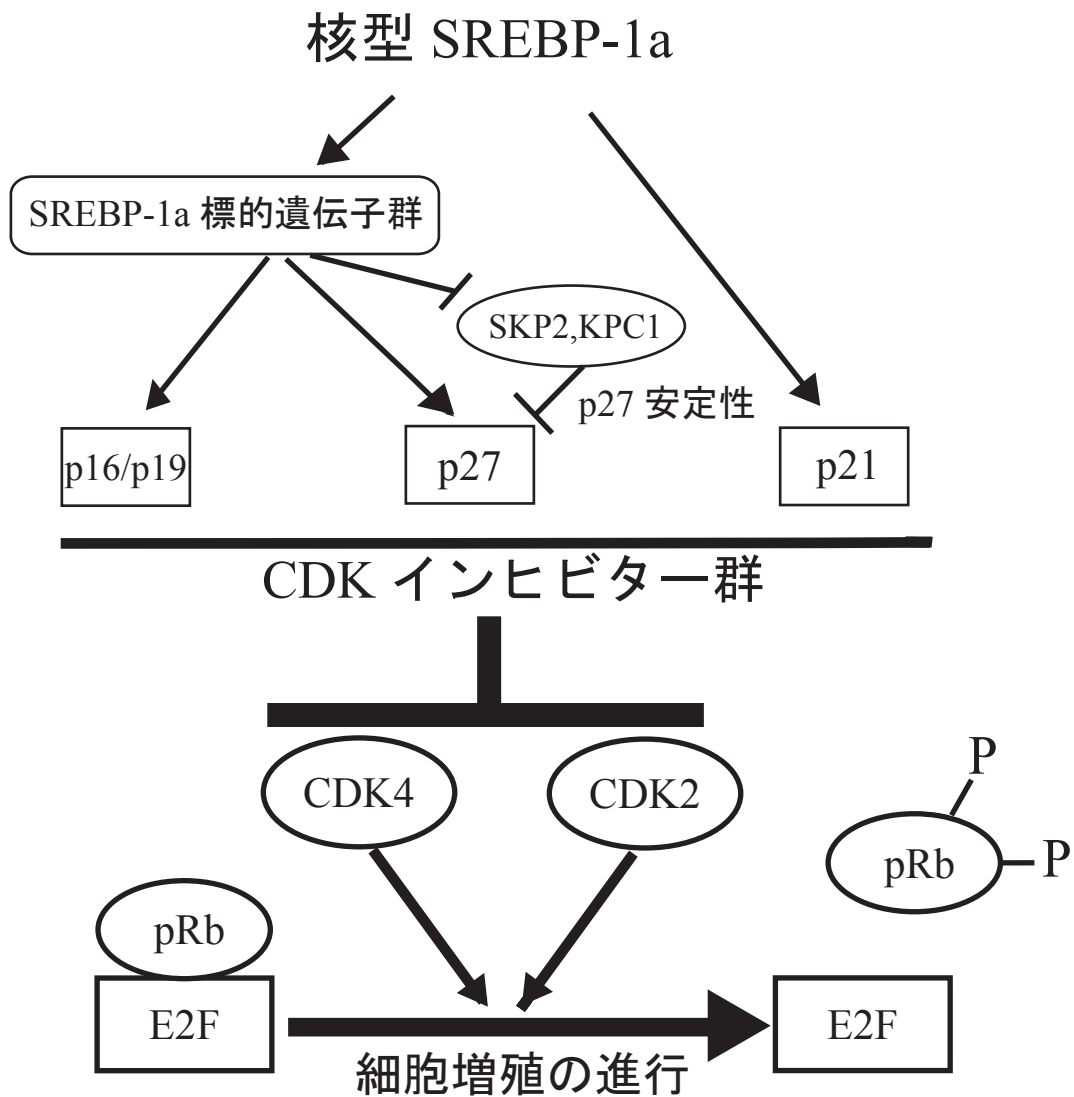 核型 SREBP-1a
SREBP-1a 標的遺伝子群
SKP2,KPC1
p27 安定性
p16/p19
p27
p21
CDK インヒビター群
CDK4
CDK2
P
pRb
P
pRb
E2F
E2F
細胞増殖の進行